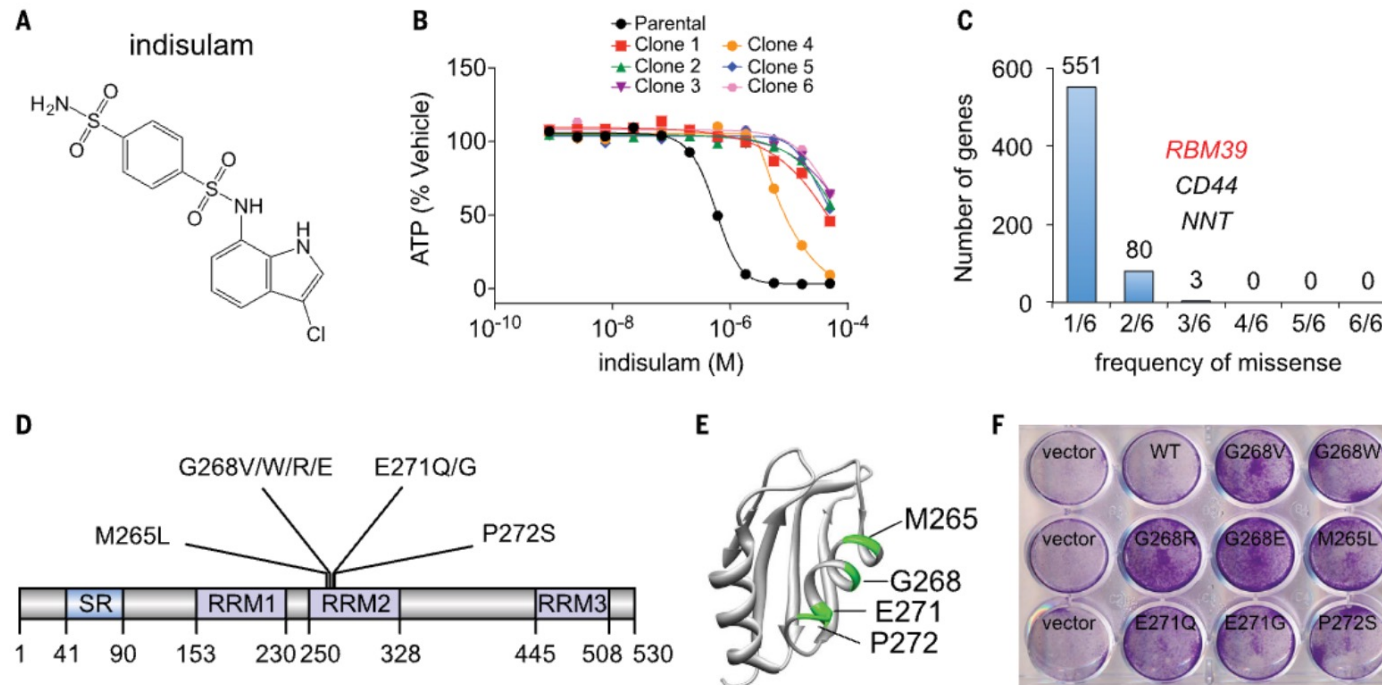 A
indisulam
H₂N
S
O
O
O
S
O
NH
H
N
Cl
B
Parental
Clone 1
Clone 2
Clone 3
Clone 4
Clone 5
Clone 6
ATP (% Vehicle)
150
100
50
0
10⁻¹⁰ 10⁻⁸ 10⁻⁶ 10⁻⁴
indisulam (M)
C
Number of genes
600
400
200
0
551 80 3 0 0 0
RBM39
CD44
NNT
1/6 2/6 3/6 4/6 5/6 6/6
frequency of missense
D
G268V/W/R/E E271Q/G
M265L P272S
SR RRM1 RRM2 RRM3
1 41 90 153 230 250 328 445 508 530
E
M265
G268
E271
P272
F
vector WT G268V G268W
vector G268R G268E M265L
vector E271Q E271G P272S